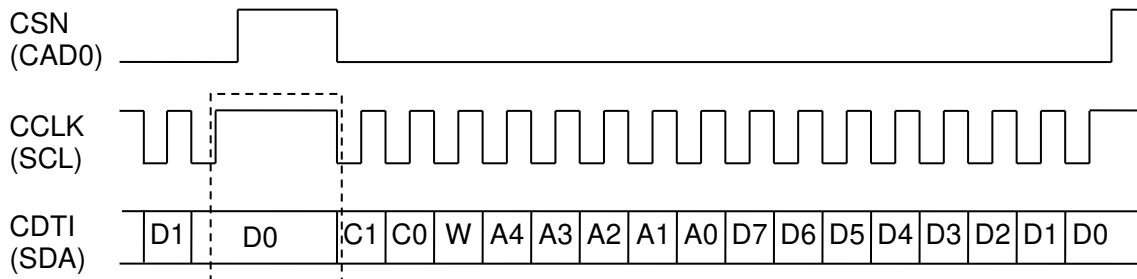 CSN
(CAD0)
CCLK
(SCL)
CDTI
(SDA)
D1 D0 C1 C0 W A4 A3 A2 A1 A0 D7 D6 D5 D4 D3 D2 D1 D0